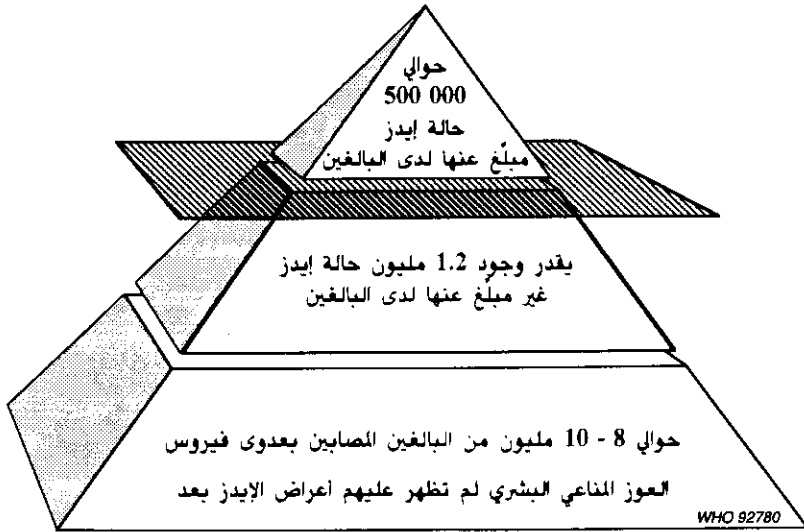 حوالي
500 000
حالة إيدز
مبلّغ عنها لدى البالغين
يقدر وجود 1.2 مليون حالة إيدز
غير مبلّغ عنها لدى البالغين
حوالي 8 - 10 مليون من البالغين المصابين بعدوى فيروس
العوز المناعي البشري لم تظهر عليهم أعراض الإيدز بعد
WHO 92780